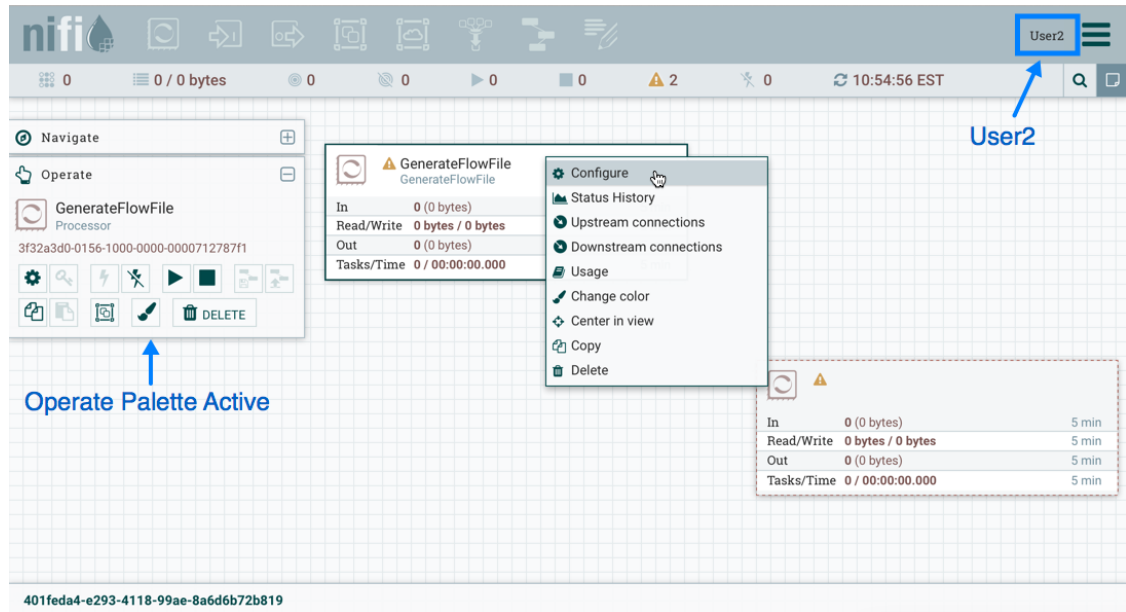 nifi
User2
0
0 / 0 bytes
0
0
0
0
2
0
10:54:56 EST
User2
Navigate
Operate
GenerateFlowFile
Processor
3f32a3d0-0156-1000-0000-0000712787f1
DELETE
Operate Palette Active
GenerateFlowFile
GenerateFlowFile
In 0 (0 bytes)
Read/Write 0 bytes / 0 bytes
Out 0 (0 bytes)
Tasks/Time 0 / 00:00:00.000
Configure
Status History
Upstream connections
Downstream connections
Usage
Change color
Center in view
Copy
Delete
In 0 (0 bytes) 5 min
Read/Write 0 bytes / 0 bytes 5 min
Out 0 (0 bytes) 5 min
Tasks/Time 0 / 00:00:00.000 5 min
401feda4-e293-4118-99ae-8a6d6b72b819